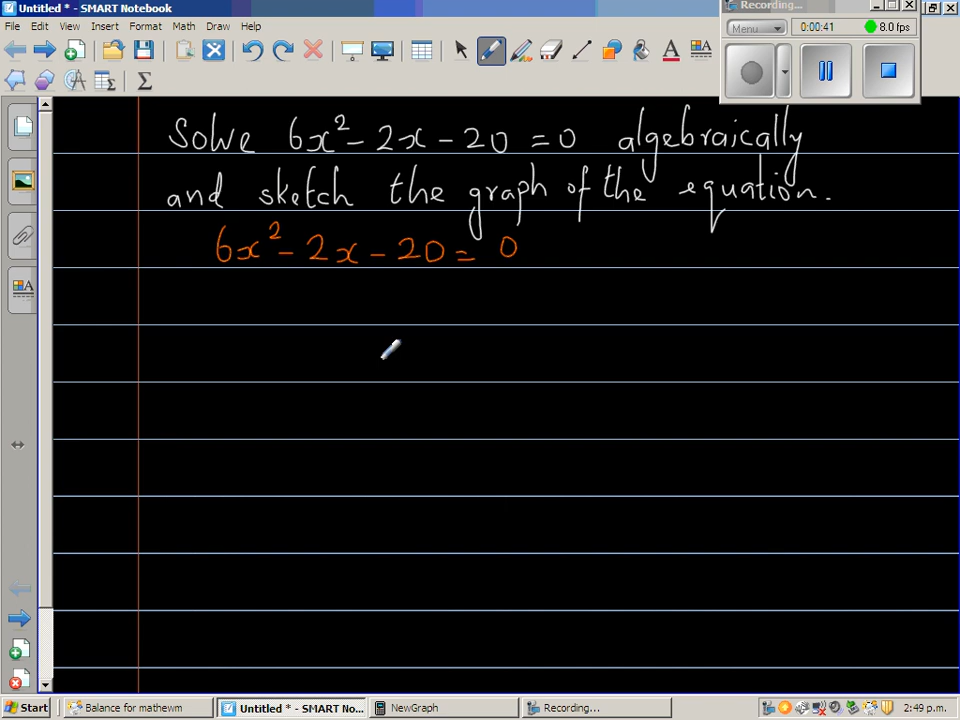 Untitled * - SMART Notebook
Recording...
File Edit View Insert Format Math Draw Help
Menu 0:00:41 8.0 fps
Solve 6x² - 2x - 20 = 0 algebraically
and sketch the graph of the equation.
6x² - 2x - 20 = 0
Start Balance for mathewm Untitled * - SMART No... NewGraph Recording... 2:49 p.m.